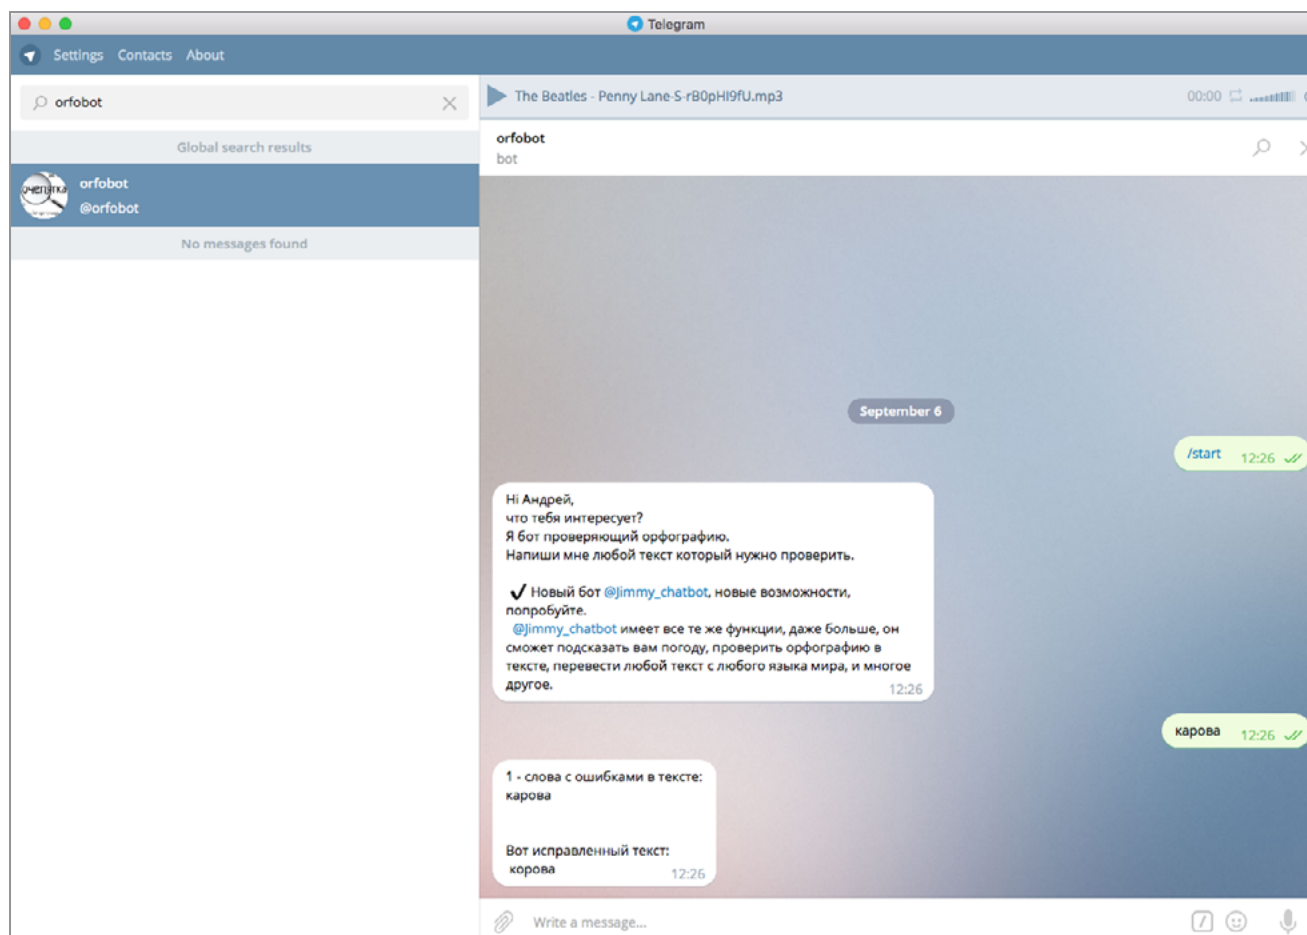 Telegram
Settings Contacts About
orfobot
The Beatles - Penny Lane-S-rB0pHI9fU.mp3 00:00
Global search results
orfobot
bot
очепятка
orfobot
@orfobot
No messages found
September 6
/start 12:26
Hi Андрей,
что тебя интересует?
Я бот проверяющий орфографию.
Напиши мне любой текст который нужно проверить.
✔ Новый бот @Jimmy_chatbot, новые возможности,
попробуйте.
@Jimmy_chatbot имеет все те же функции, даже больше, он
сможет подсказать вам погоду, проверить орфографию в
тексте, перевести любой текст с любого языка мира, и многое
другое. 12:26
карова 12:26
1 - слова с ошибками в тексте:
карова
Вот исправленный текст:
корова 12:26
Write a message...